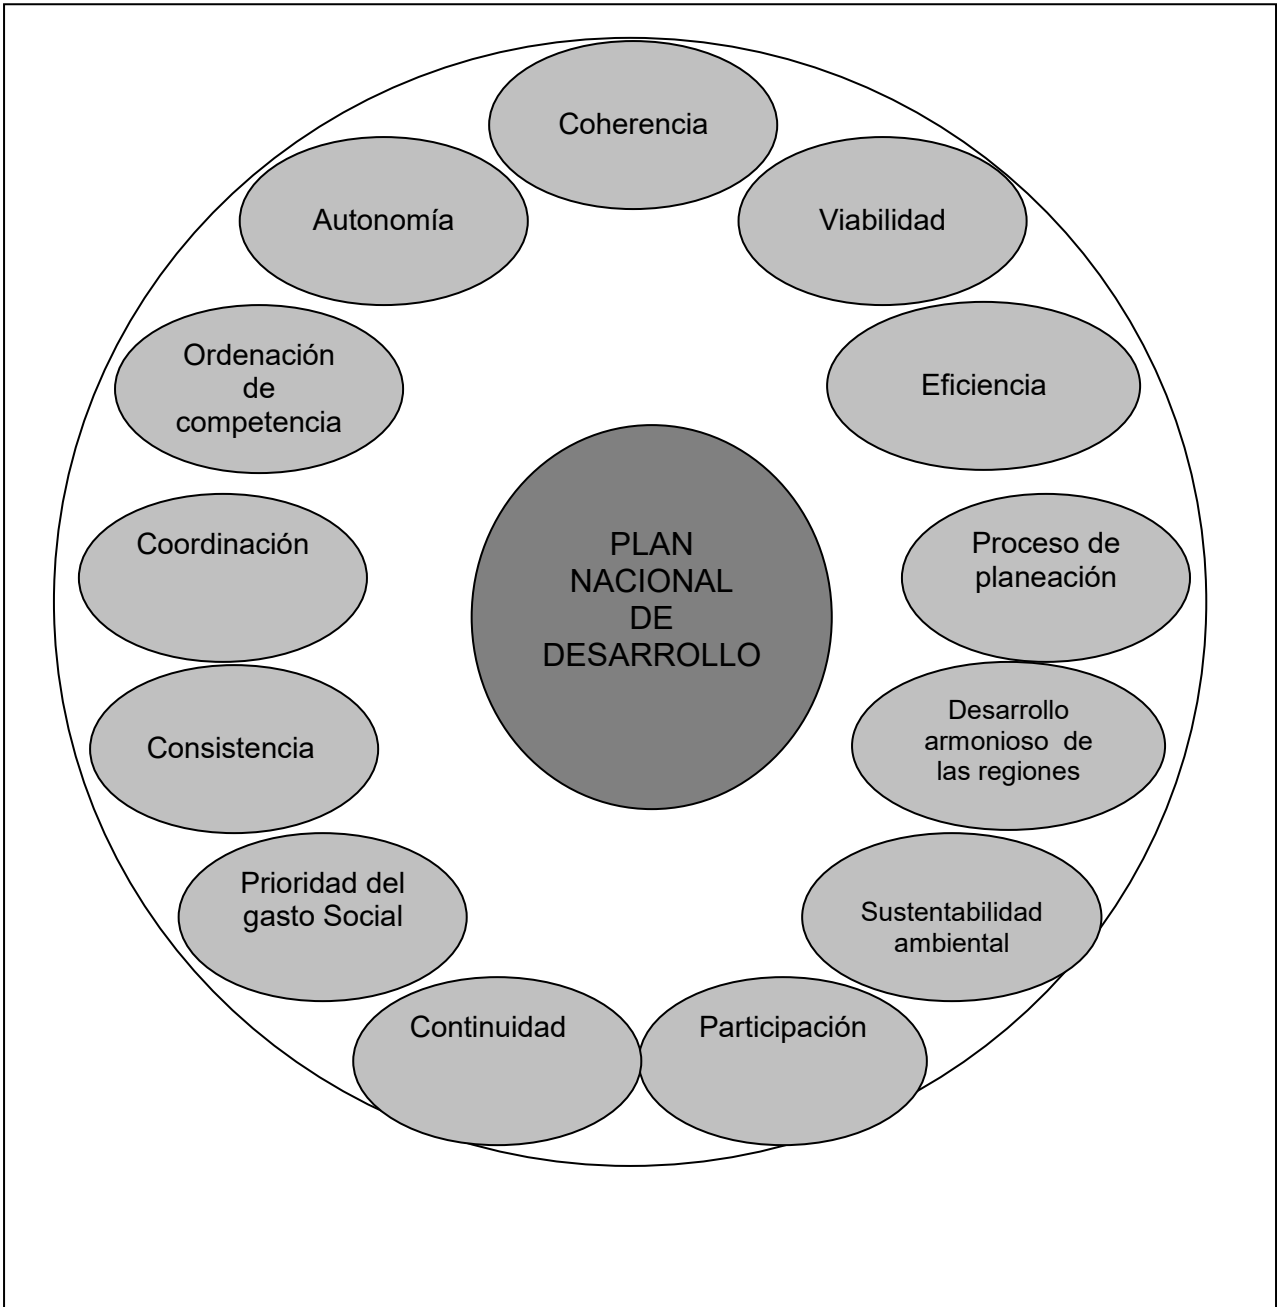 Coherencia
Autonomía
Viabilidad
Ordenación
de
competencia
Eficiencia
Coordinación
PLAN
NACIONAL
DE
DESARROLLO
Proceso de
planeación
Consistencia
Desarrollo
armonioso de
las regiones
Prioridad del
gasto Social
Sustentabilidad
ambiental
Continuidad
Participación